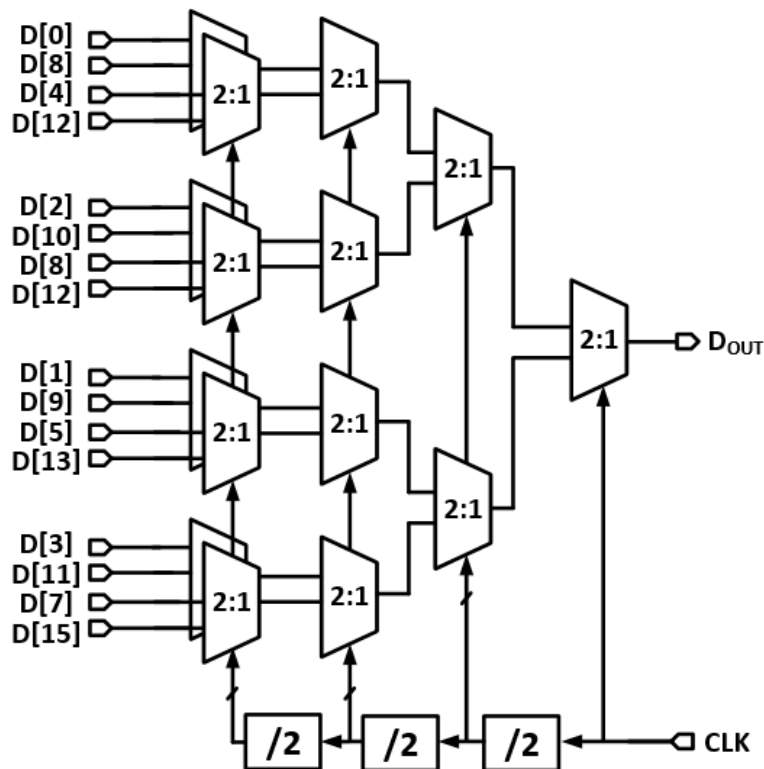 D[0]
D[8]
D[4]
D[12]
2:1
2:1
2:1
D[2]
D[10]
D[8]
D[12]
2:1
2:1
2:1
D_OUT
D[1]
D[9]
D[5]
D[13]
2:1
2:1
2:1
D[3]
D[11]
D[7]
D[15]
2:1
2:1
/2
/2
/2
CLK